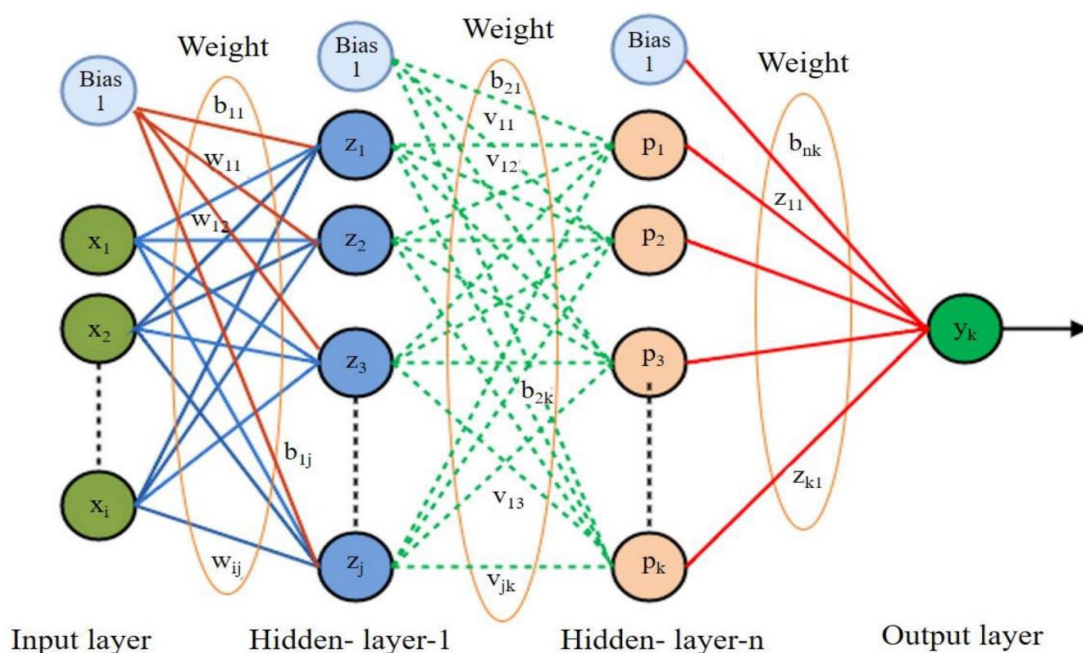 Weight
Weight
Weight
Bias
1
Bias
1
Bias
1
b₁₁
w₁₁
w₁₂
b₁ⱼ
wᵢⱼ
b₂₁
v₁₁
v₁₂
b₂ₖ
v₁₃
vⱼₖ
bₙₖ
z₁₁
zₖ₁
x₁
x₂
xᵢ
z₁
z₂
z₃
zⱼ
p₁
p₂
p₃
pₖ
yₖ
Input layer
Hidden- layer-1
Hidden- layer-n
Output layer